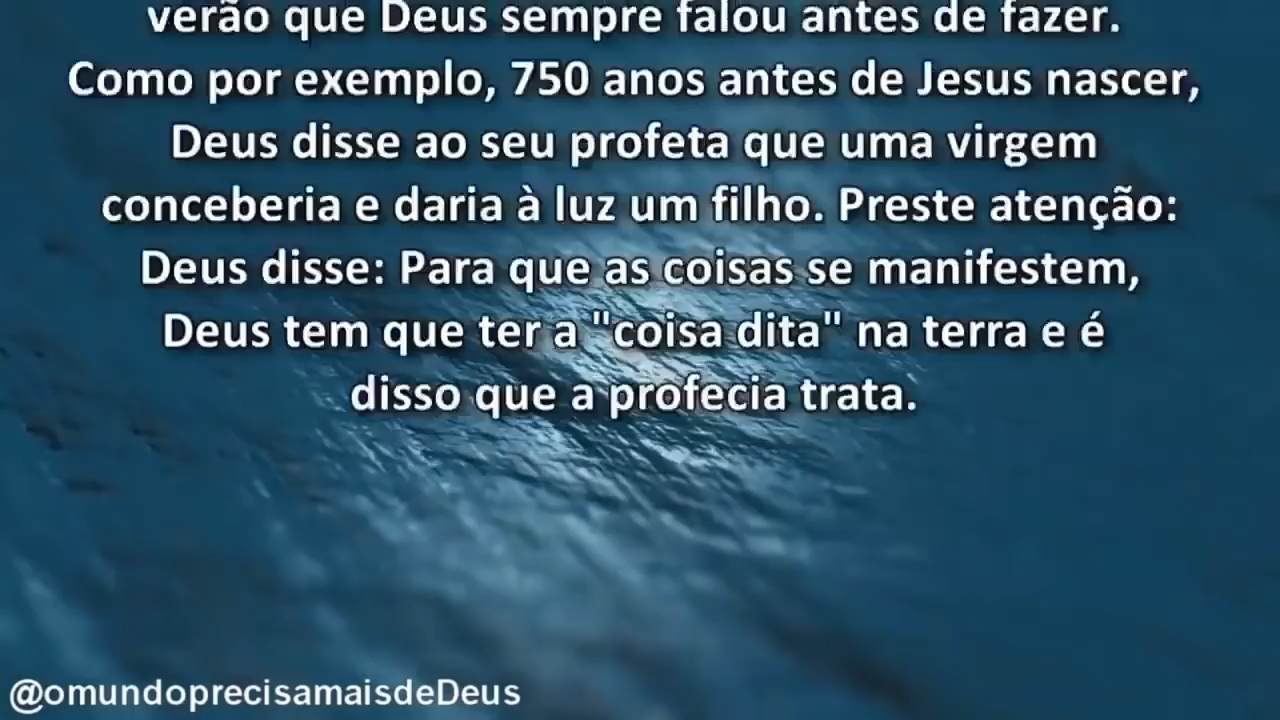 verão que Deus sempre falou antes de fazer.
Como por exemplo, 750 anos antes de Jesus nascer,
Deus disse ao seu profeta que uma virgem
conceberia e daria à luz um filho. Preste atenção:
Deus disse: Para que as coisas se manifestem,
Deus tem que ter a "coisa dita" na terra e é
disso que a profecia trata.
@omundoprecisamaisdeDeus